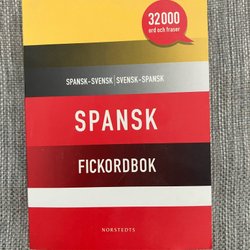 32000
ord och fraser
SPANSK-SVENSK | SVENSK-SPANSK
SPANSK
FICKORDBOK
NORSTEDTS